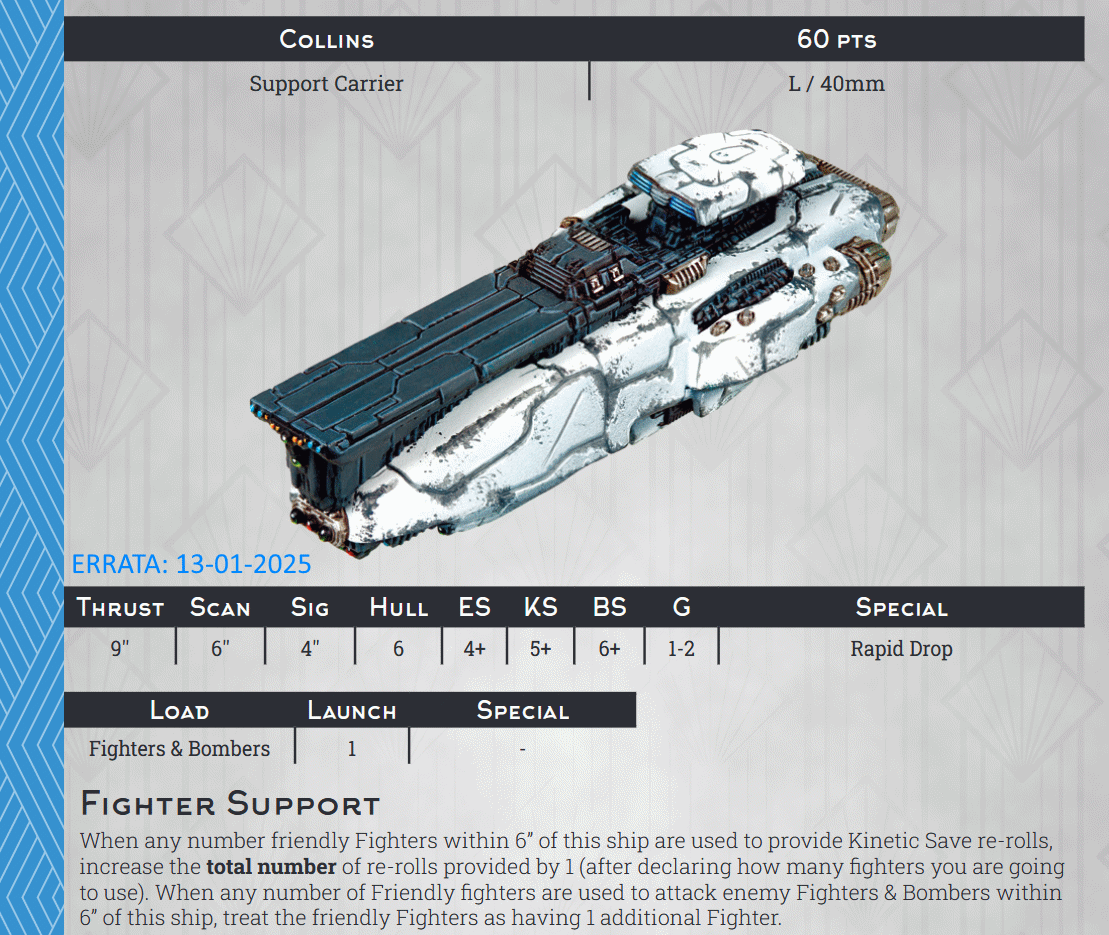 Collins 60 pts
Support Carrier L / 40mm
ERRATA: 13-01-2025
Thrust Scan Sig Hull ES KS BS G Special
9" 6" 4" 6 4+ 5+ 6+ 1-2 Rapid Drop
Load Launch Special
Fighters & Bombers 1 -
Fighter Support
When any number friendly Fighters within 6” of this ship are used to provide Kinetic Save re-rolls,
increase the total number of re-rolls provided by 1 (after declaring how many fighters you are going
to use). When any number of Friendly fighters are used to attack enemy Fighters & Bombers within
6” of this ship, treat the friendly Fighters as having 1 additional Fighter.